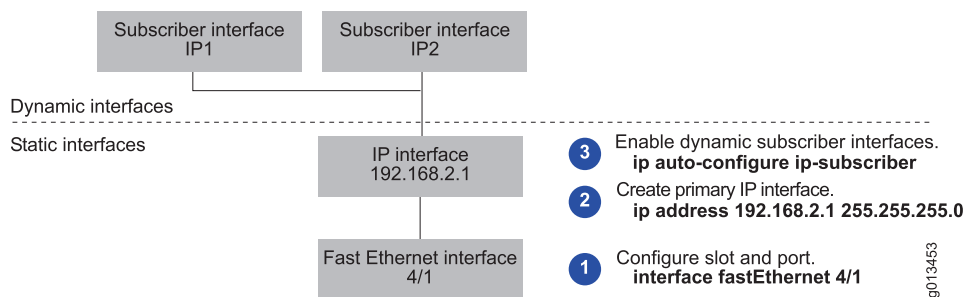 Subscriber interface
IP1
Subscriber interface
IP2
Dynamic interfaces
Static interfaces
IP interface
192.168.2.1
3
Enable dynamic subscriber interfaces.
ip auto-configure ip-subscriber
2
Create primary IP interface.
ip address 192.168.2.1 255.255.255.0
Fast Ethernet interface
4/1
1
Configure slot and port.
interface fastEthernet 4/1
g013453